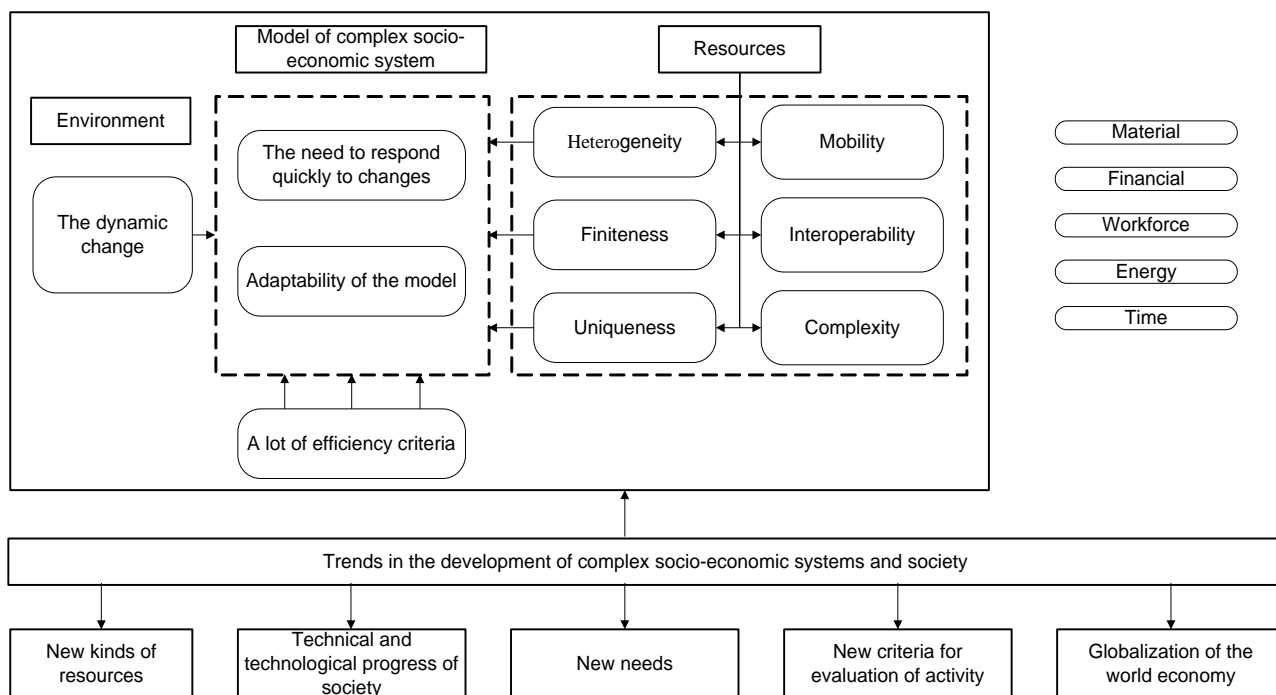 Model of complex socio-
economic system
Resources
Environment
The need to respond
quickly to changes
Heterogeneity
Mobility
Material
Financial
The dynamic
change
Adaptability of the model
Finiteness
Interoperability
Workforce
Energy
Uniqueness
Complexity
Time
A lot of efficiency criteria
Trends in the development of complex socio-economic systems and society
New kinds of
resources
Technical and
technological progress of
society
New needs
New criteria for
evaluation of activity
Globalization of the
world economy